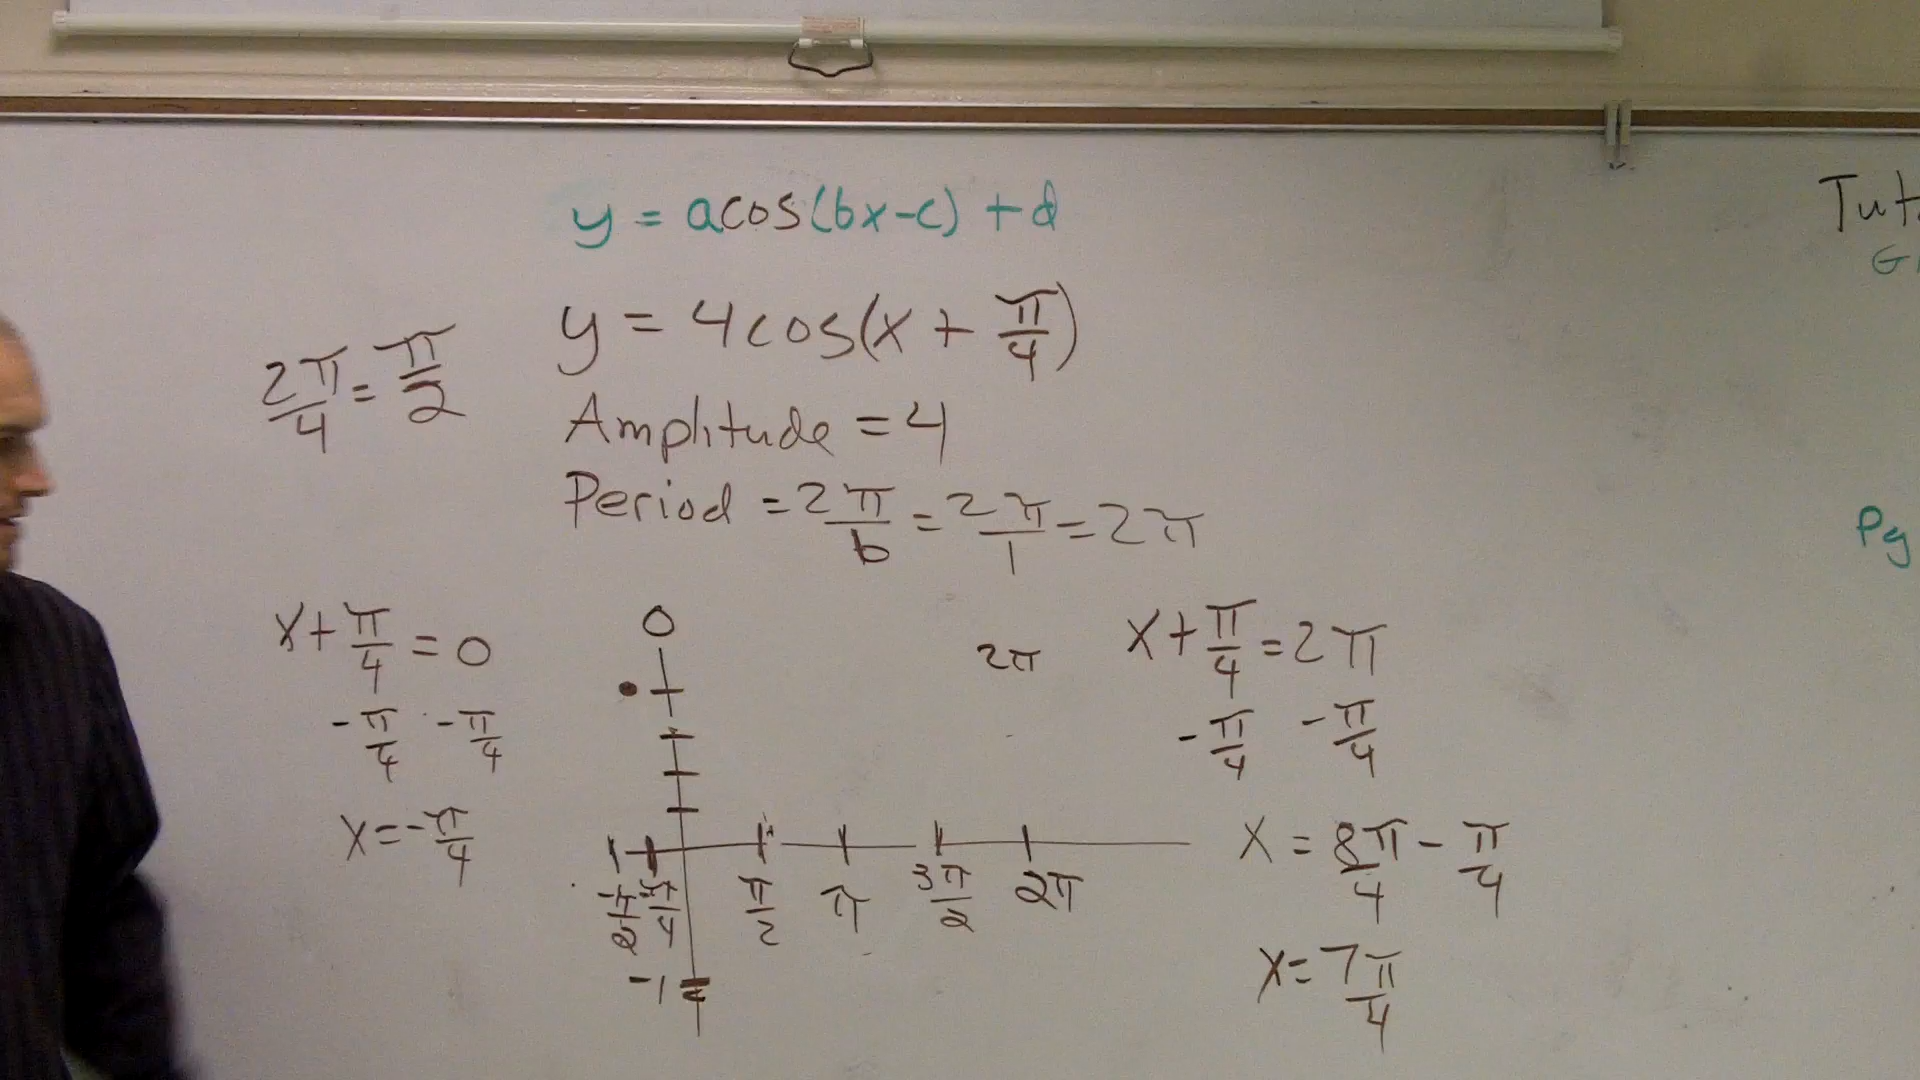 y = acos(bx-c) + d
y = 4cos(x + π/4)
2π/4 = π/2
Amplitude = 4
Period = 2π/b = 2π/1 = 2π
x + π/4 = 0
-π/4 -π/4
x = -π/4
0
2π
-π/2 -π/4 π/2 π 3π/2 2π
-1
x + π/4 = 2π
-π/4 -π/4
x = 8π/4 - π/4
x = 7π/4
Pg